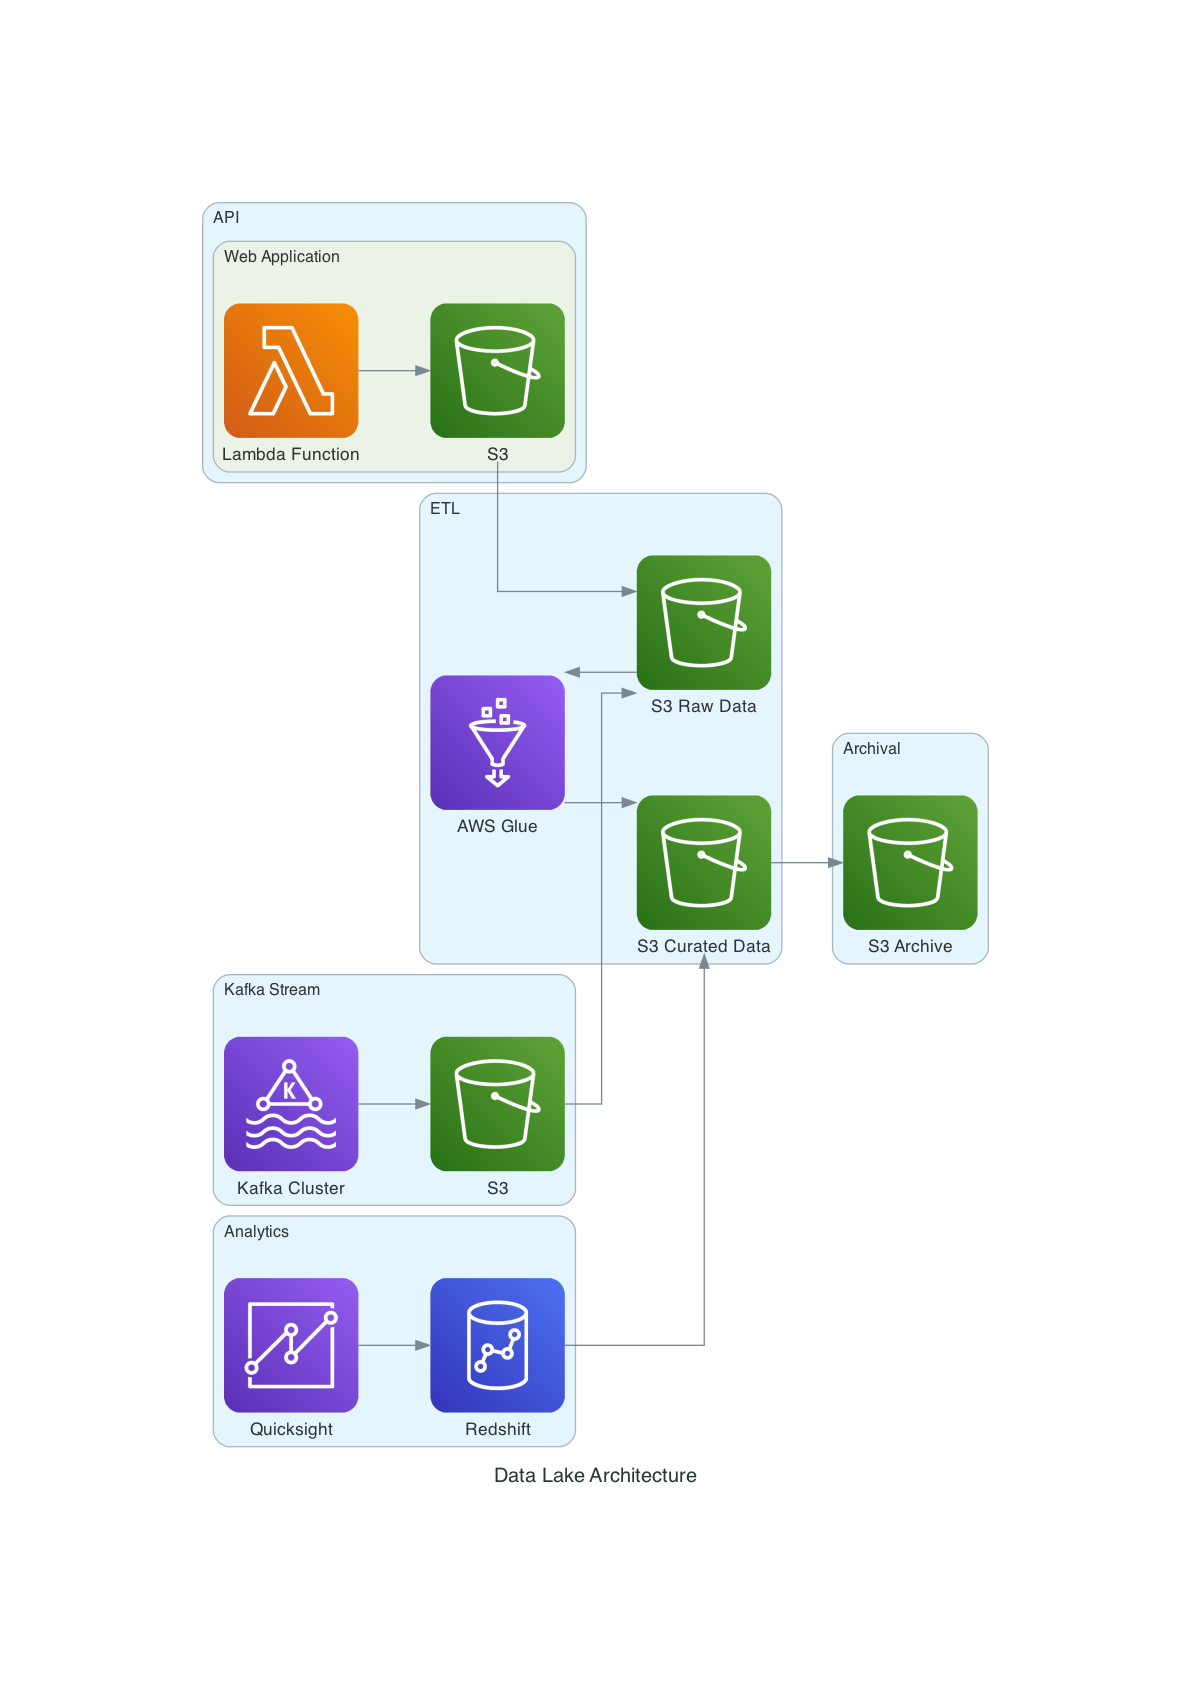 API
Web Application
Lambda Function
S3
ETL
S3 Raw Data
AWS Glue
S3 Curated Data
Archival
S3 Archive
Kafka Stream
K
Kafka Cluster
S3
Analytics
Quicksight
Redshift
Data Lake Architecture